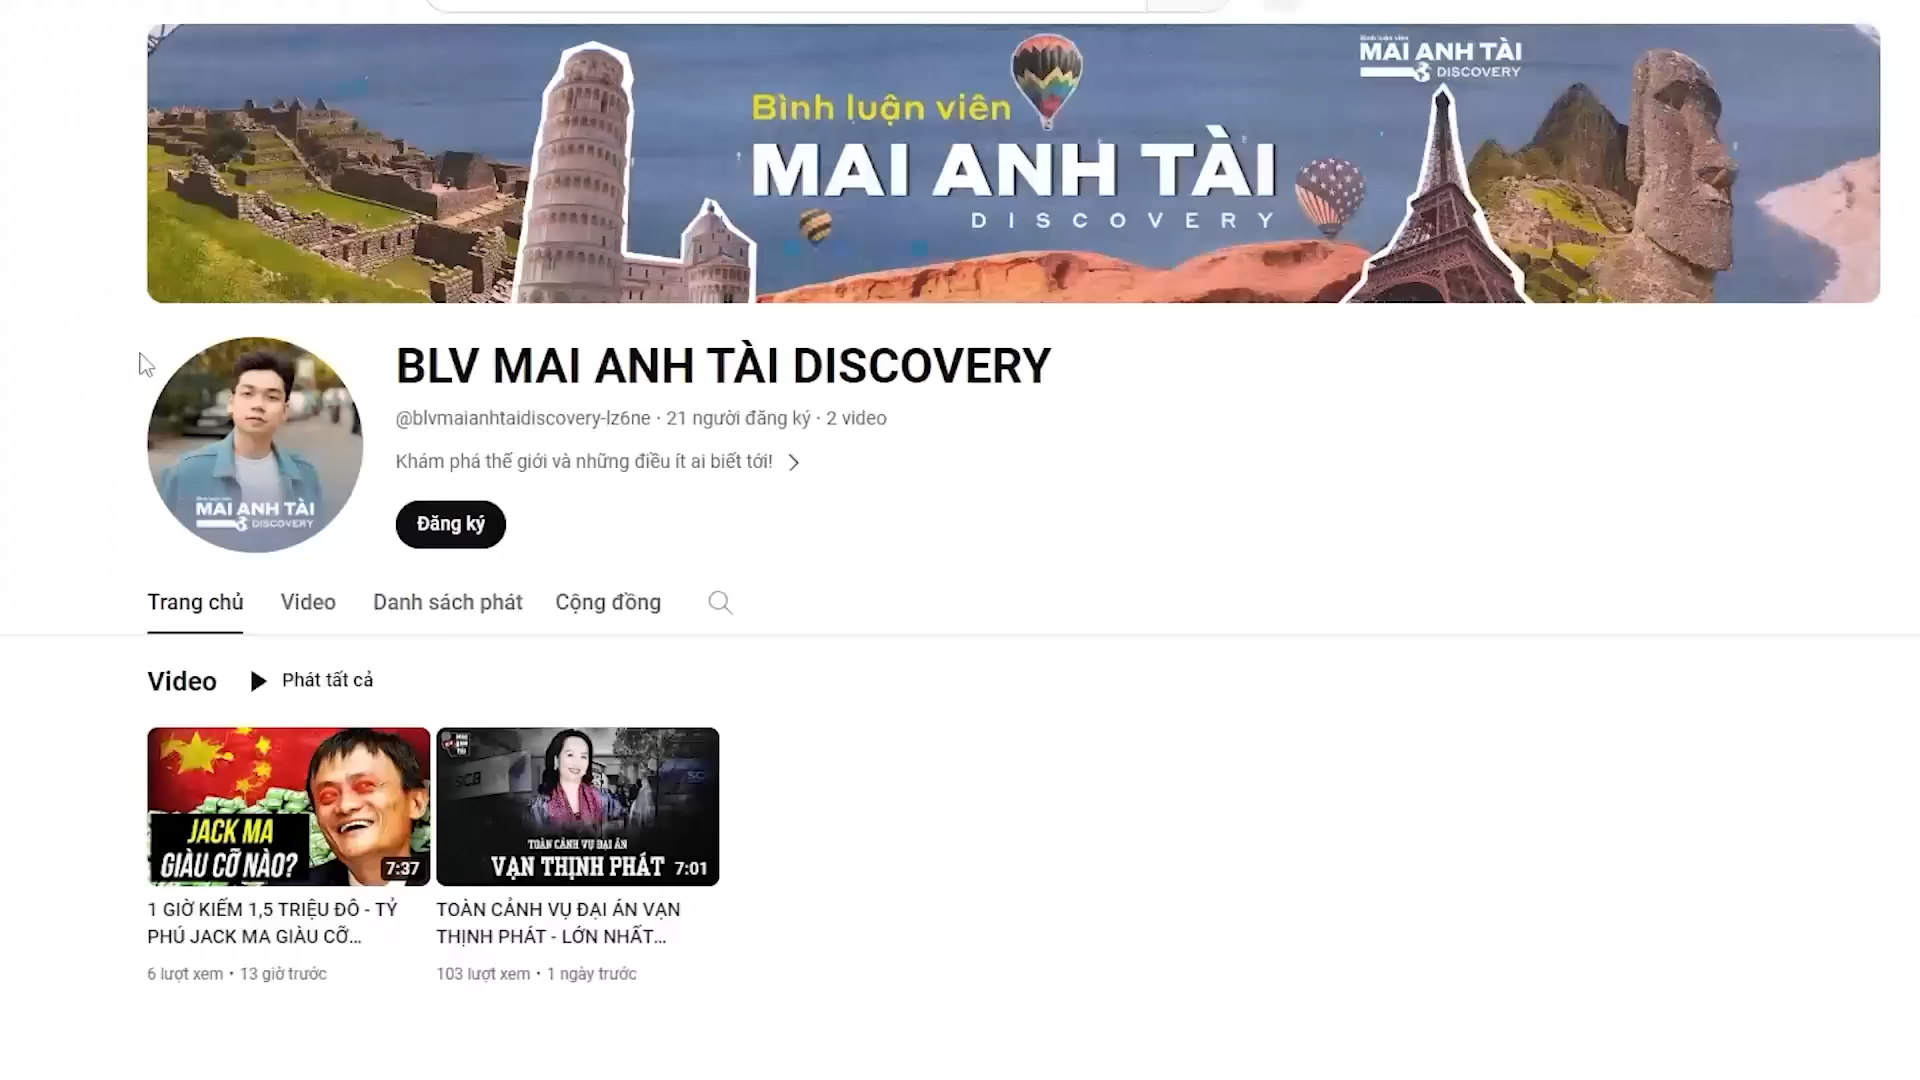 Bình luận viên
MAI ANH TÀI
DISCOVERY
MAI ANH TÀI
DISCOVERY
BLV MAI ANH TÀI DISCOVERY
@blvmaianhtaidiscovery-lz6ne · 21 người đăng ký · 2 video
Khám phá thế giới và những điều ít ai biết tới!
MAI ANH TÀI
DISCOVERY
Đăng ký
Trang chủ Video Danh sách phát Cộng đồng
Video Phát tất cả
JACK MA
GIÀU CỠ NÀO?
7:37
SCB
TOÀN CẢNH VỤ ĐẠI ÁN
VẠN THỊNH PHÁT
7:01
1 GIỜ KIẾM 1,5 TRIỆU ĐÔ - TỶ
PHÚ JACK MA GIÀU CỠ...
6 lượt xem • 13 giờ trước
TOÀN CẢNH VỤ ĐẠI ÁN VẠN
THỊNH PHÁT - LỚN NHẤT...
103 lượt xem • 1 ngày trước